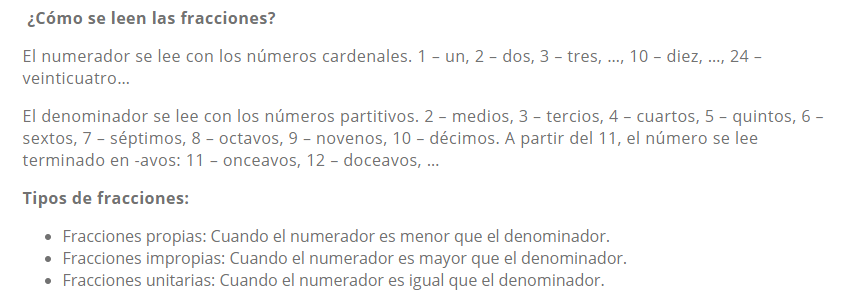 ¿Cómo se leen las fracciones?
El numerador se lee con los números cardenales. 1 – un, 2 – dos, 3 – tres, …, 10 – diez, …, 24 –
veinticuatro…
El denominador se lee con los números partitivos. 2 – medios, 3 – tercios, 4 – cuartos, 5 – quintos, 6 –
sextos, 7 – séptimos, 8 – octavos, 9 – novenos, 10 – décimos. A partir del 11, el número se lee
terminado en -avos: 11 – onceavos, 12 – doceavos, …
Tipos de fracciones:
• Fracciones propias: Cuando el numerador es menor que el denominador.
• Fracciones impropias: Cuando el numerador es mayor que el denominador.
• Fracciones unitarias: Cuando el numerador es igual que el denominador.